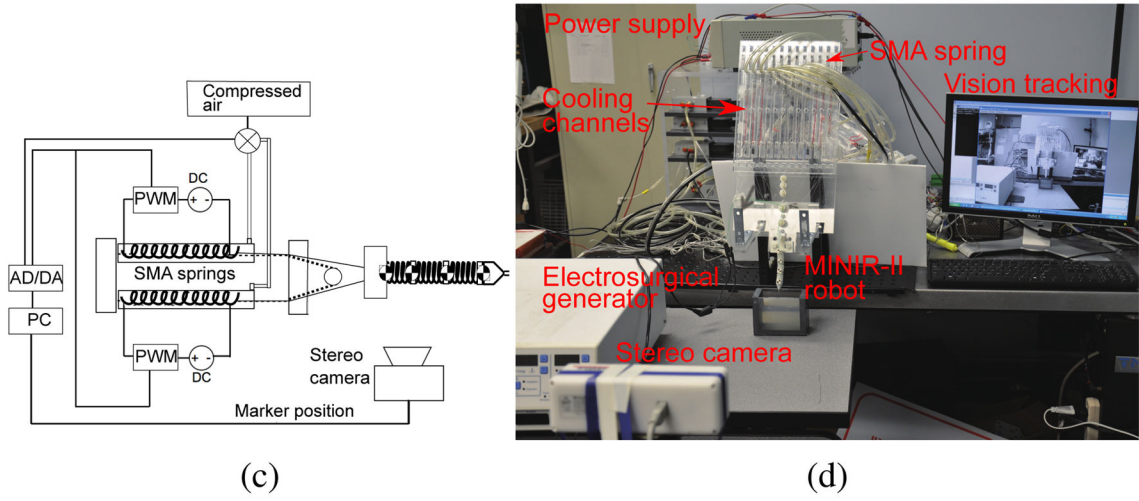 Compressed
air
DC
PWM
+ -
SMA springs
AD/DA
PC
PWM
+ -
DC
Stereo
camera
Marker position
(c)
Power supply
SMA spring
Vision tracking
Cooling
channels
Electrosurgical
generator
MINIR-II
robot
Stereo camera
(d)